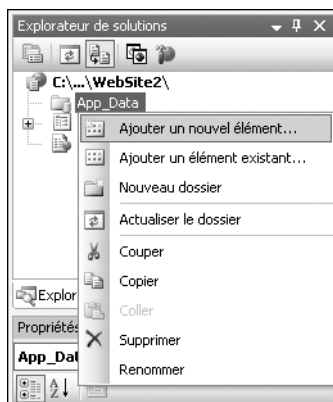 Explorateur de solutions
C:\...\WebSite2\
App_Data
Ajouter un nouvel élément...
Ajouter un élément existant...
Nouveau dossier
Actualiser le dossier
Couper
Copier
Coller
Supprimer
Renommer
Explor
Propriétés
App_Dat